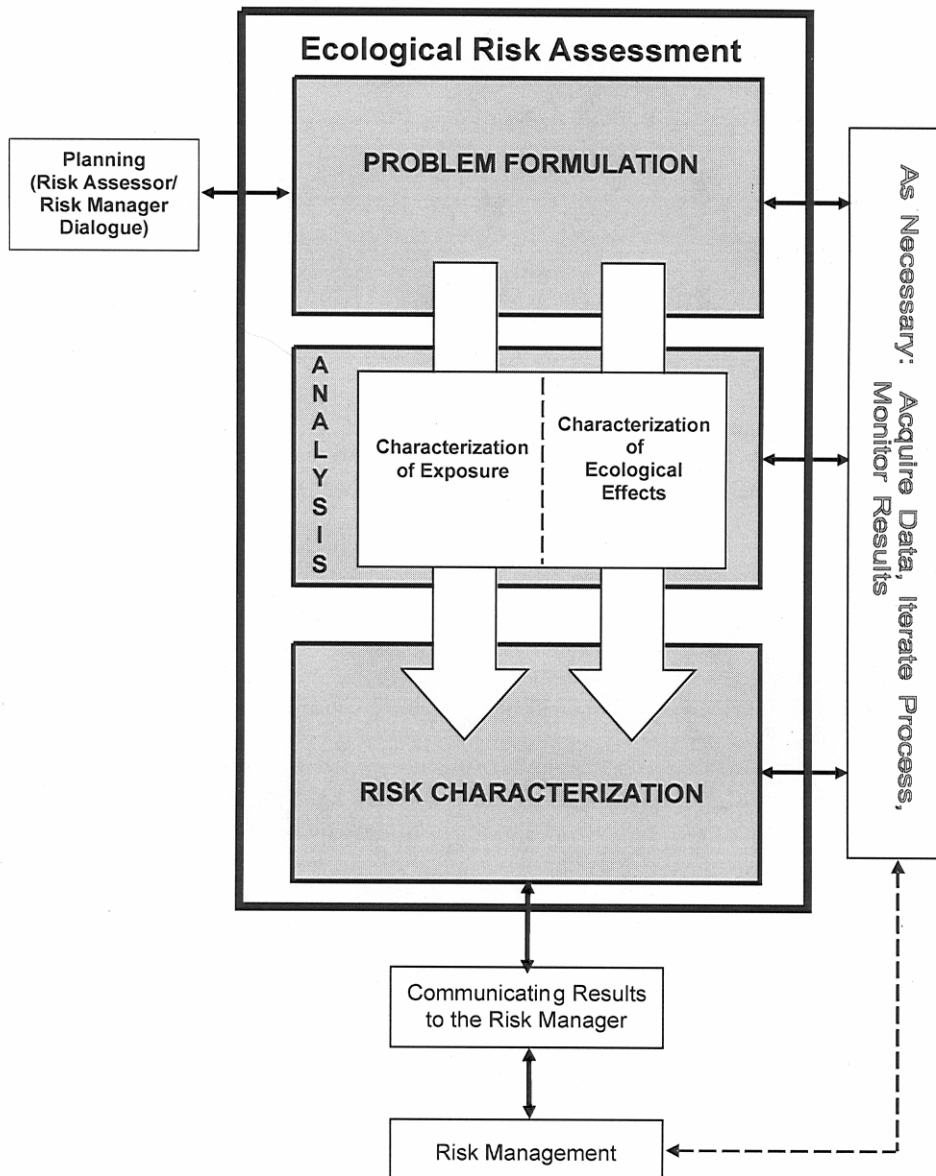 Ecological Risk Assessment
PROBLEM FORMULATION
Planning
(Risk Assessor/
Risk Manager
Dialogue)
As Necessary: Acquire Data, Iterate Process,
Monitor Results
ANALYSIS
Characterization
of Exposure
Characterization
of
Ecological
Effects
RISK CHARACTERIZATION
Communicating Results
to the Risk Manager
Risk Management